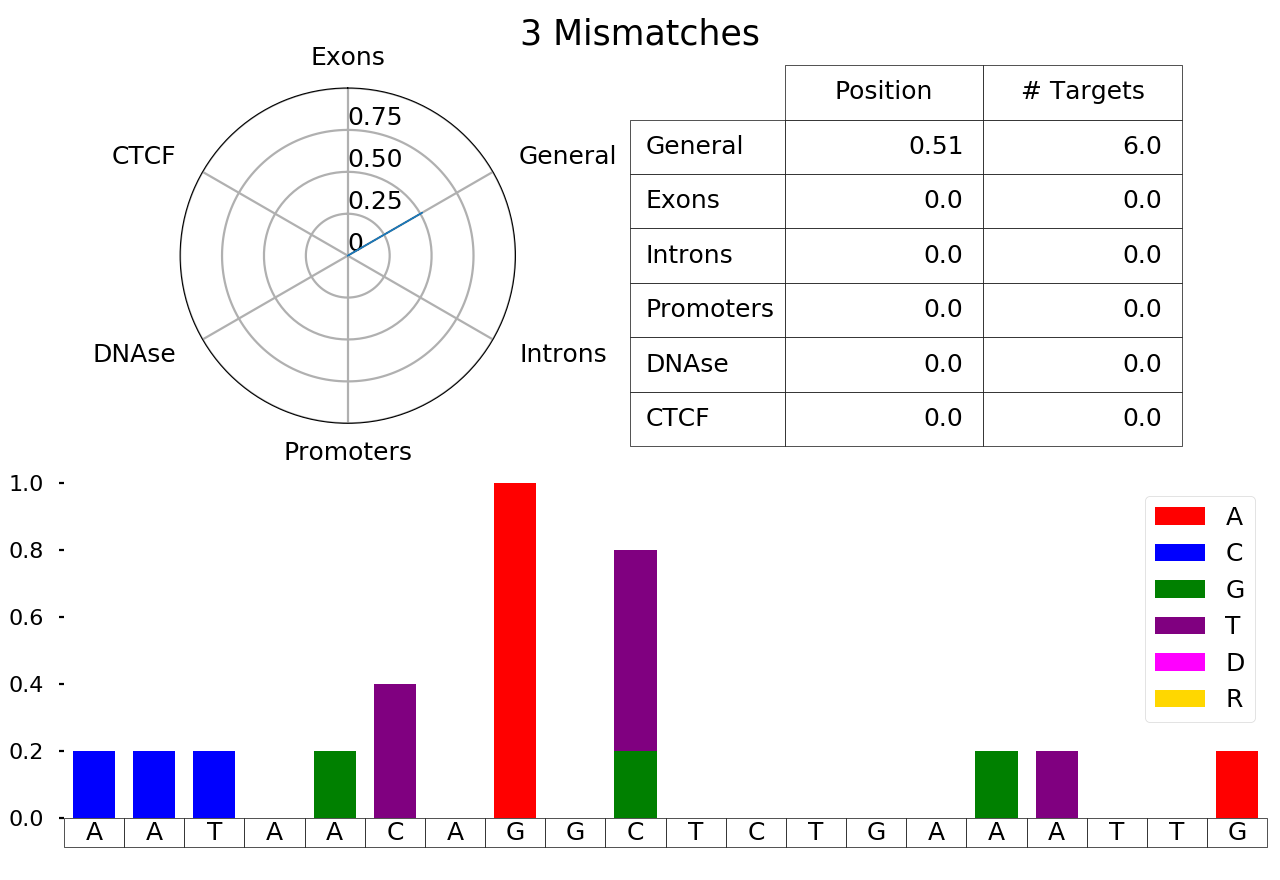 3 Mismatches
Exons
General
Introns
Promoters
DNAse
CTCF
0.75
0.50
0.25
0
Position # Targets
General 0.51 6.0
Exons 0.0 0.0
Introns 0.0 0.0
Promoters 0.0 0.0
DNAse 0.0 0.0
CTCF 0.0 0.0
1.0
0.8
0.6
0.4
0.2
0.0
A
C
G
T
D
R
A A T A A C A G G C T C T G A A A T T G